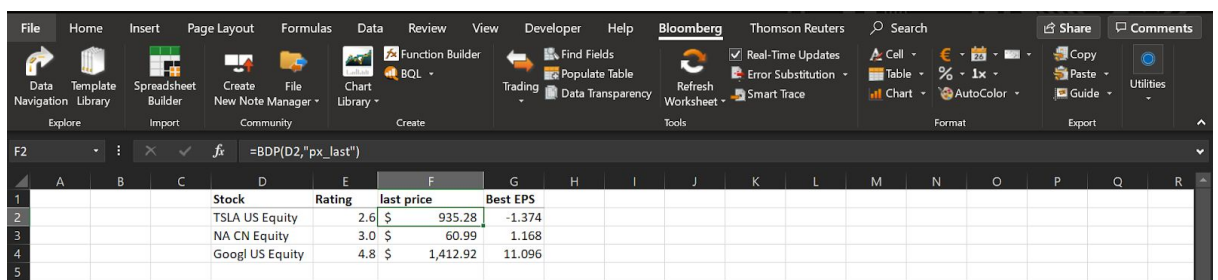 File Home Insert Page Layout Formulas Data Review View Developer Help Bloomberg Thomson Reuters Search Share Comments
Function Builder Find Fields Real-Time Updates Cell € 26 Copy
BQL Populate Table Error Substitution Table % 1x Paste
Data Navigation Template Library Spreadsheet Builder Create New Note File Manager Chart Library Trading Data Transparency Refresh Worksheet Smart Trace Chart AutoColor Guide Utilities
Explore Import Community Create Tools Format Export
F2 fx =BDP(D2,"px_last")
A B C D E F G H I J K L M N O P Q R
1 Stock Rating last price Best EPS
2 TSLA US Equity 2.6 $ 935.28 -1.374
3 NA CN Equity 3.0 $ 60.99 1.168
4 Googl US Equity 4.8 $ 1,412.92 11.096
5